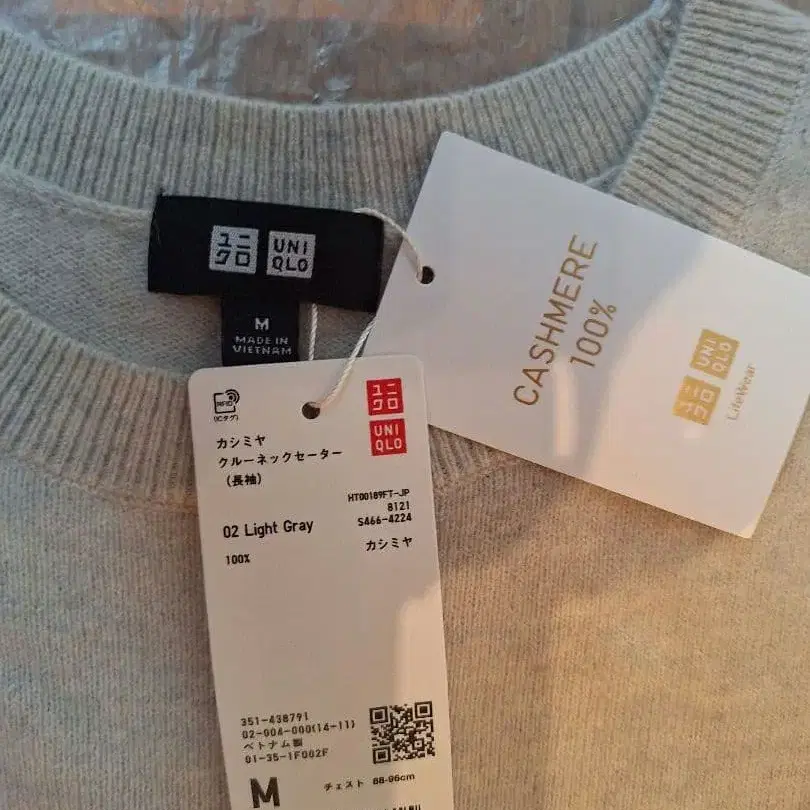 ユニ
クロ
UNI
QLO
M
MADE IN
VIETNAM
CASHMERE
100%
ユニ
クロ
UNI
QLO
LifeWear
RFID
(ICタグ)
ユニ
クロ
UNI
QLO
カシミヤ
クルーネックセーター
(長袖)
HT00189FT-JP
8121
02 Light Gray
S466-4224
100%
カシミヤ
351-438791
02-004-000(14-11)
ベトナム製
01-35-1F002F
M
チェスト 88-96cm